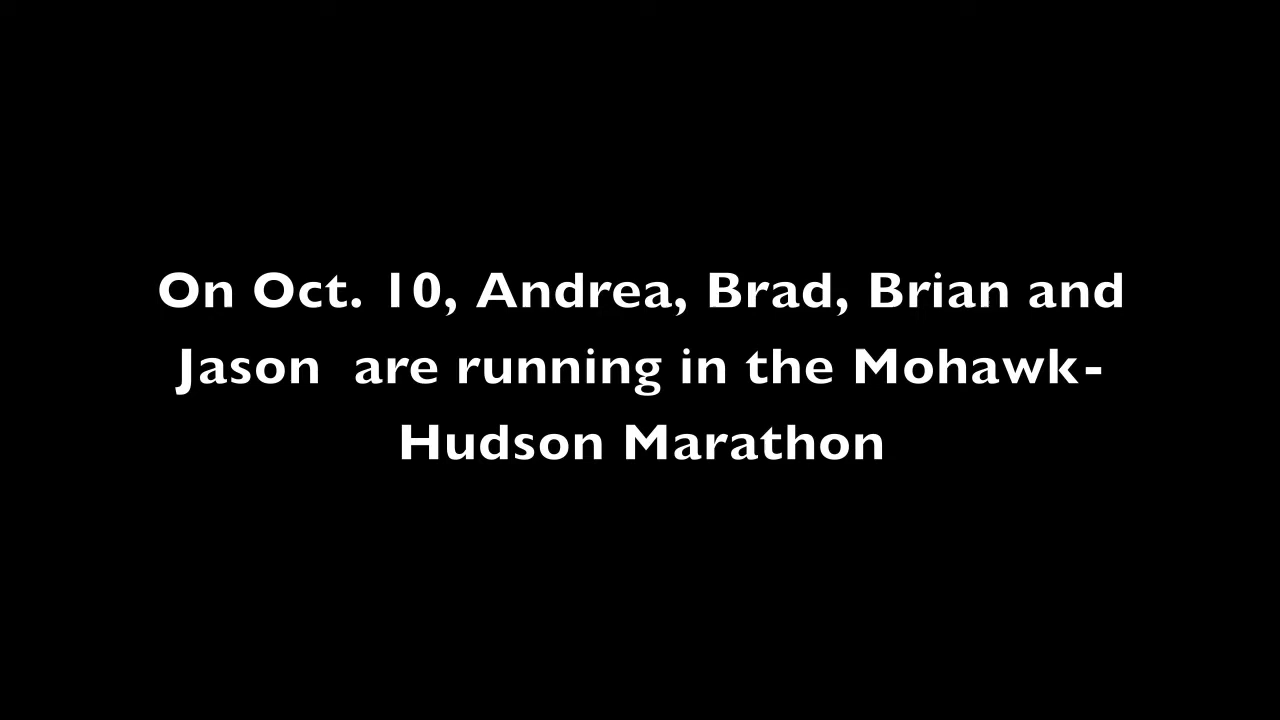 On Oct. 10, Andrea, Brad, Brian and
Jason  are running in the Mohawk-
Hudson Marathon